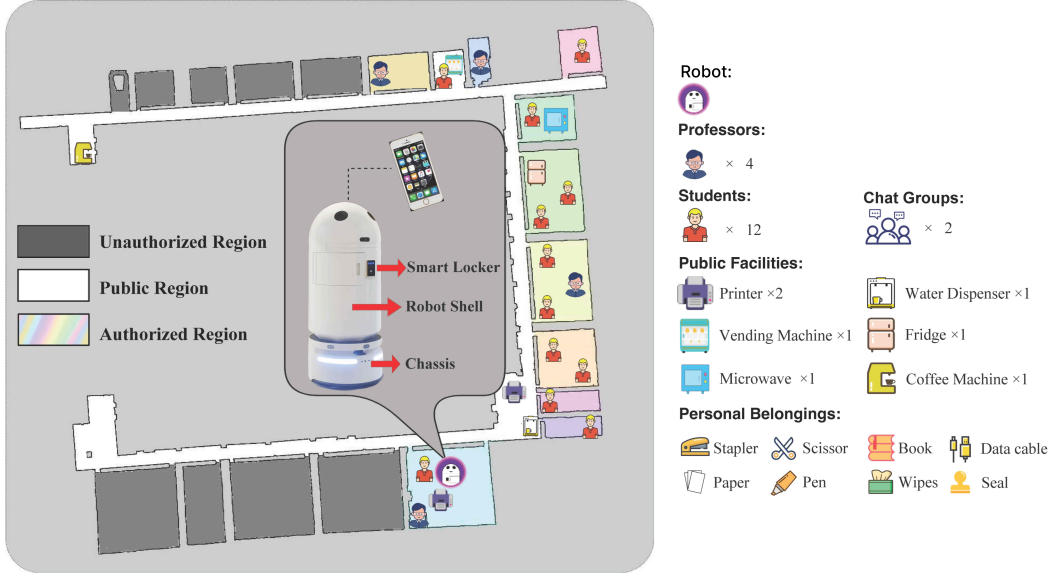 Unauthorized Region
Public Region
Authorized Region
Smart Locker
Robot Shell
Chassis
Robot:
Professors:
× 4
Students:
× 12
Chat Groups:
× 2
Public Facilities:
Printer ×2
Water Dispenser ×1
Vending Machine ×1
Fridge ×1
Microwave ×1
Coffee Machine ×1
Personal Belongings:
Stapler
Scissor
Book
Data cable
Paper
Pen
Wipes
Seal